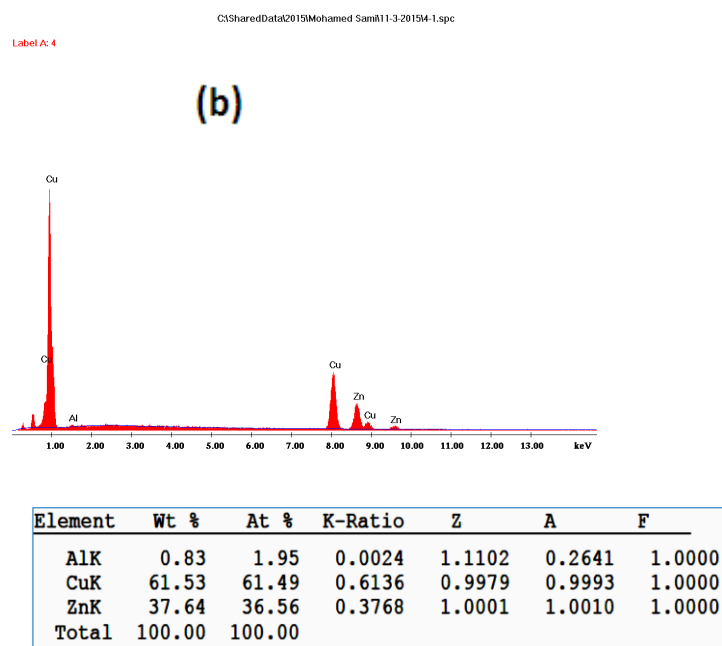 C:\SharedData\2015\Mohamed Sami\11-3-2015\4-1.spc
Label A: 4
(b)
Cu
Cu
Al
Cu
Zn
Cu
Zn
1.00 2.00 3.00 4.00 5.00 6.00 7.00 8.00 9.00 10.00 11.00 12.00 13.00 keV
Element Wt % At % K-Ratio Z A F
AlK 0.83 1.95 0.0024 1.1102 0.2641 1.0000
CuK 61.53 61.49 0.6136 0.9979 0.9993 1.0000
ZnK 37.64 36.56 0.3768 1.0001 1.0010 1.0000
Total 100.00 100.00